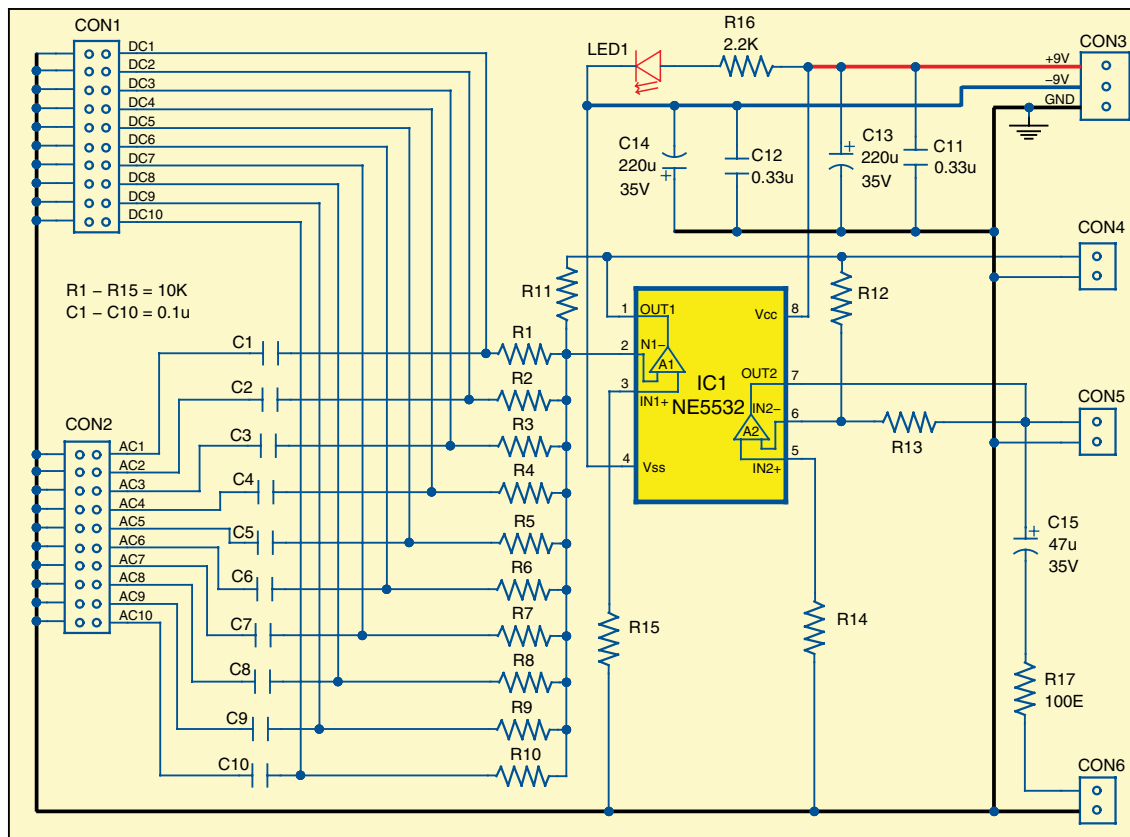 CON1
DC1
DC2
DC3
DC4
DC5
DC6
DC7
DC8
DC9
DC10
R1 – R15 = 10K
C1 – C10 = 0.1u
CON2
AC1
AC2
AC3
AC4
AC5
AC6
AC7
AC8
AC9
AC10
C1
C2
C3
C4
C5
C6
C7
C8
C9
C10
R1
R2
R3
R4
R5
R6
R7
R8
R9
R10
R11
LED1
R16
2.2K
CON3
+9V
–9V
GND
C14
220u
+
35V
C12
0.33u
+
C13
220u
35V
C11
0.33u
CON4
R12
1
OUT1
Vcc
8
2
N1–
A1
3
IN1+
IC1
NE5532
OUT2
7
IN2–
6
A2
5
IN2+
4
Vss
R13
CON5
R15
R14
+
C15
47u
35V
R17
100E
CON6